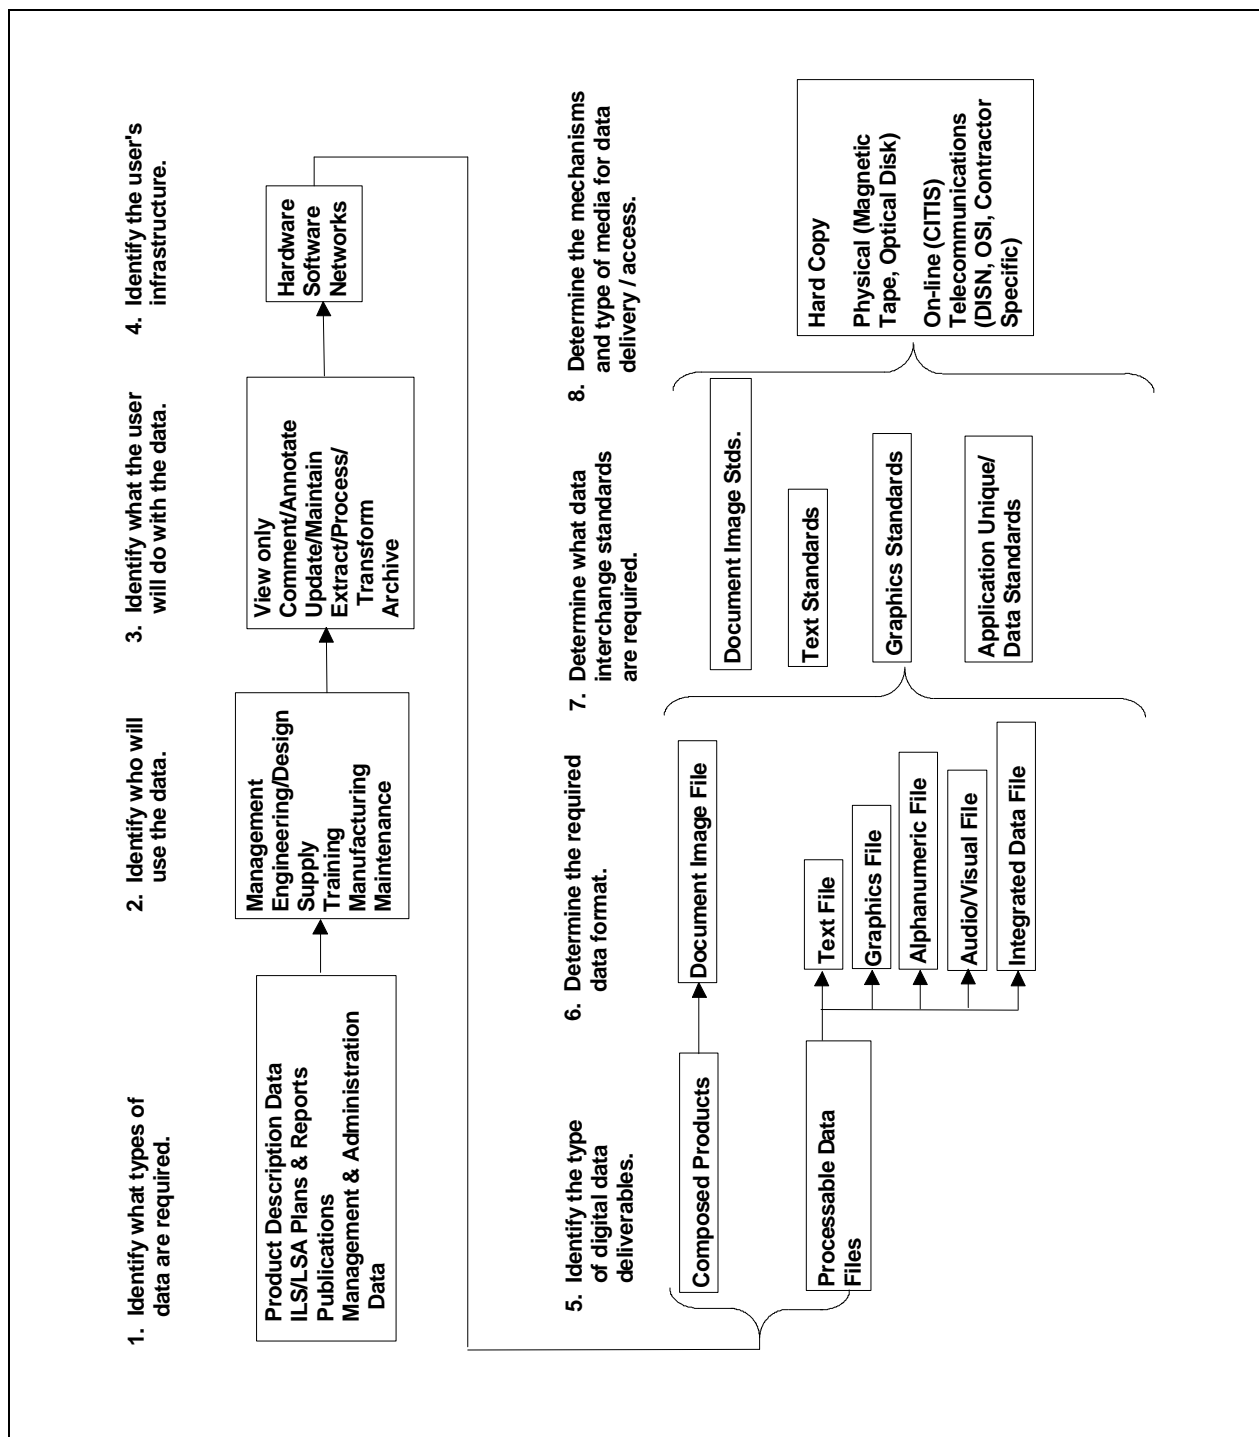 1. Identify what types of
data are required.
Product Description Data
ILS/LSA Plans & Reports
Publications
Management & Administration
Data
2. Identify who will
use the data.
Management
Engineering/Design
Supply
Training
Manufacturing
Maintenance
3. Identify what the user
will do with the data.
View only
Comment/Annotate
Update/Maintain
Extract/Process/
Transform
Archive
4. Identify the user's
infrastructure.
Hardware
Software
Networks
5. Identify the type
of digital data
deliverables.
Composed Products
Processable Data
Files
6. Determine the required
data format.
Document Image File
Text File
Graphics File
Alphanumeric File
Audio/Visual File
Integrated Data File
7. Determine what data
interchange standards
are required.
Document Image Stds.
Text Standards
Graphics Standards
Application Unique/
Data Standards
8. Determine the mechanisms
and type of media for data
delivery / access.
Hard Copy
Physical (Magnetic
Tape, Optical Disk)
On-line (CITIS)
Telecommunications
(DISN, OSI, Contractor
Specific)